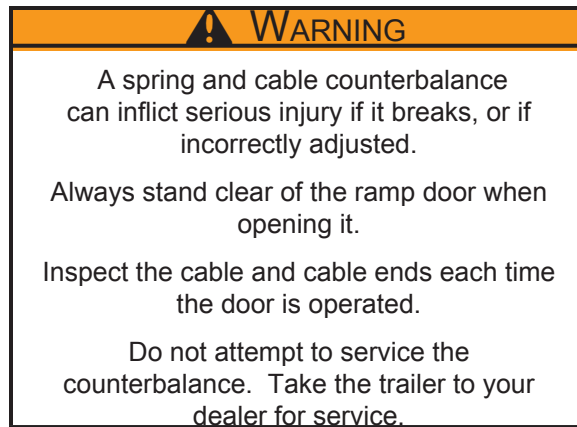 WARNING
A spring and cable counterbalance
can inflict serious injury if it breaks, or if
incorrectly adjusted.
Always stand clear of the ramp door when
opening it.
Inspect the cable and cable ends each time
the door is operated.
Do not attempt to service the
counterbalance.  Take the trailer to your
dealer for service.